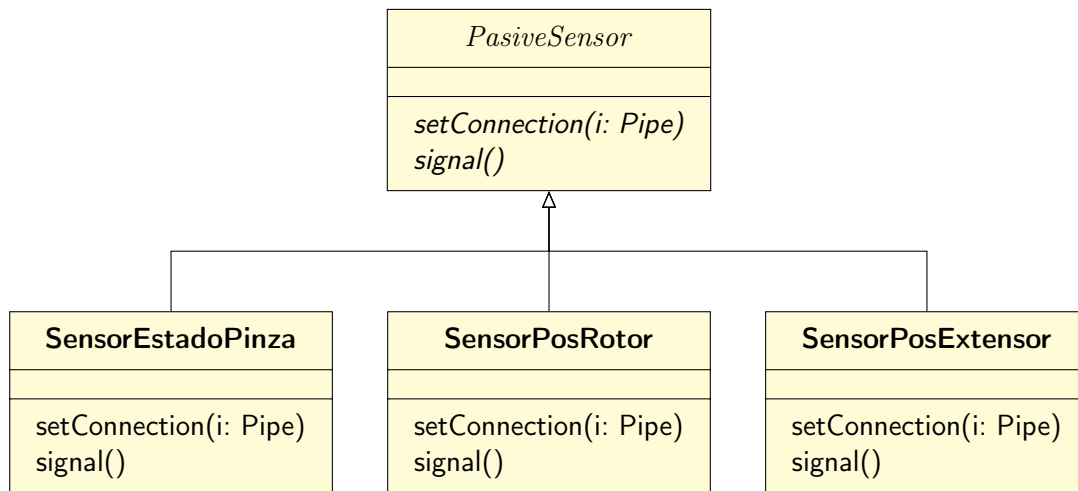 PasiveSensor
setConnection(i: Pipe)
signal()
SensorEstadoPinza
setConnection(i: Pipe)
signal()
SensorPosRotor
setConnection(i: Pipe)
signal()
SensorPosExtensor
setConnection(i: Pipe)
signal()